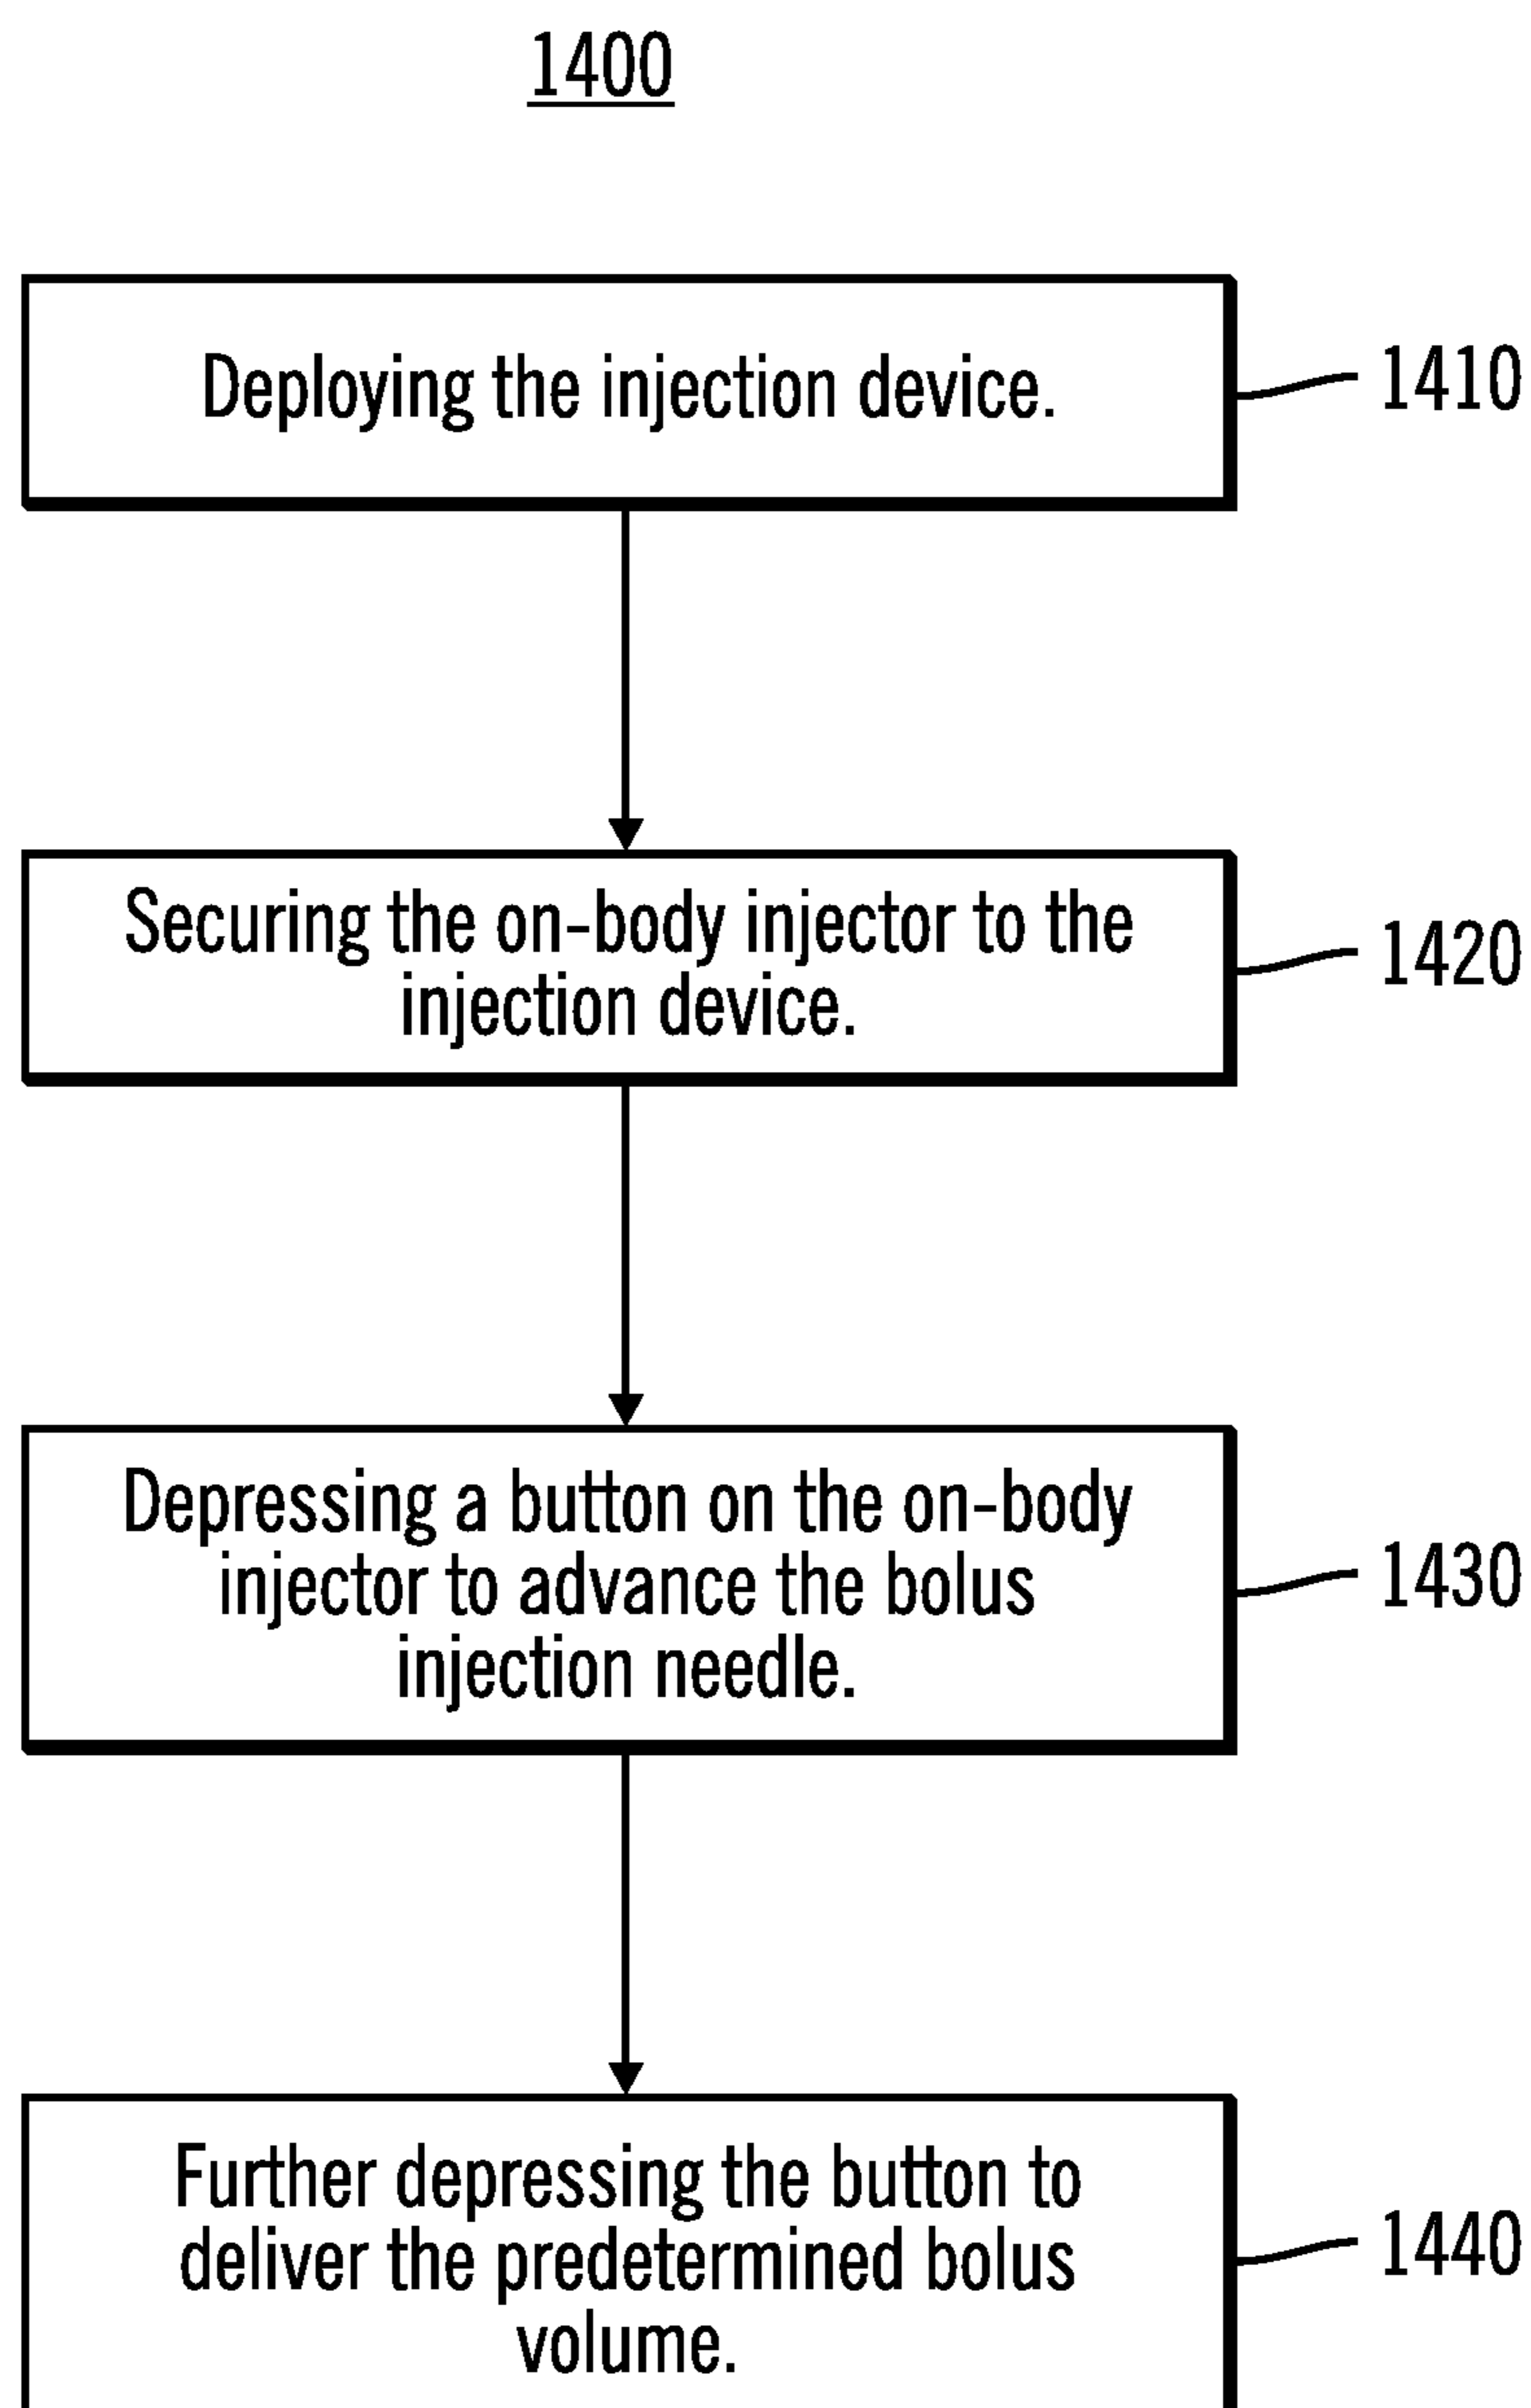 1400
Deploying the injection device.
1410
Securing the on-body injector to the
injection device.
1420
Depressing a button on the on-body
injector to advance the bolus
injection needle.
1430
Further depressing the button to
deliver the predetermined bolus
volume.
1440